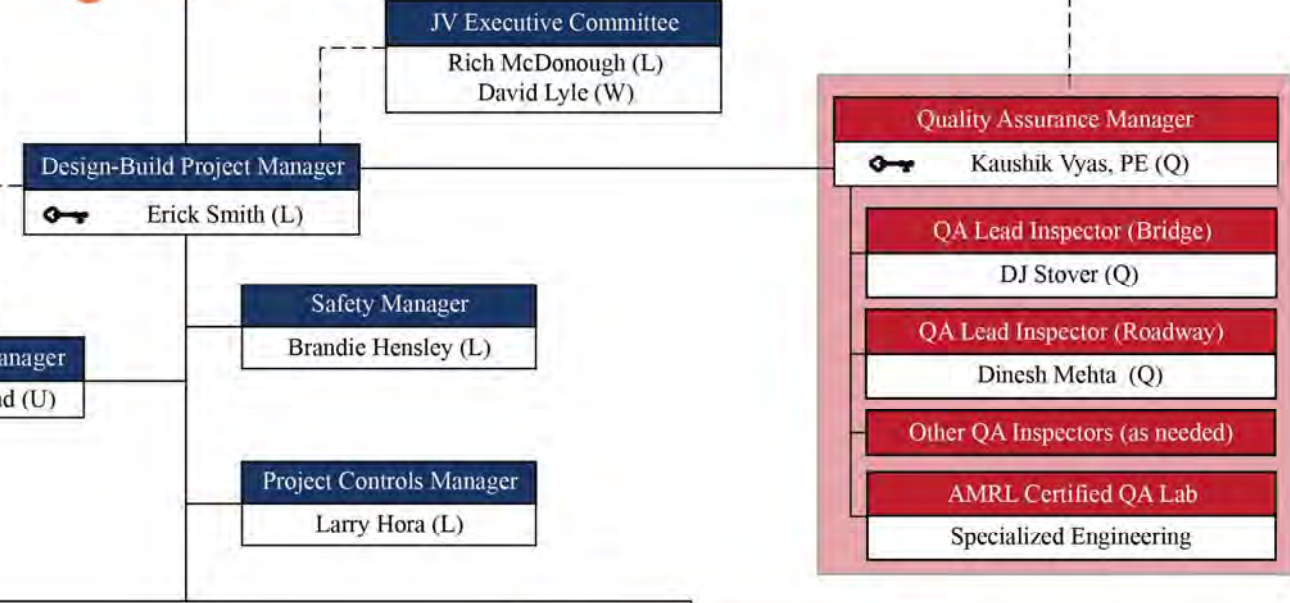 JV Executive Committee
Rich McDonough (L)
David Lyle (W)
Quality Assurance Manager
Kaushik Vyas, PE (Q)
Design-Build Project Manager
Erick Smith (L)
QA Lead Inspector (Bridge)
DJ Stover (Q)
Safety Manager
Brandie Hensley (L)
QA Lead Inspector (Roadway)
Dinesh Mehta (Q)
anager
(U)
Other QA Inspectors (as needed)
Project Controls Manager
Larry Hora (L)
AMRL Certified QA Lab
Specialized Engineering